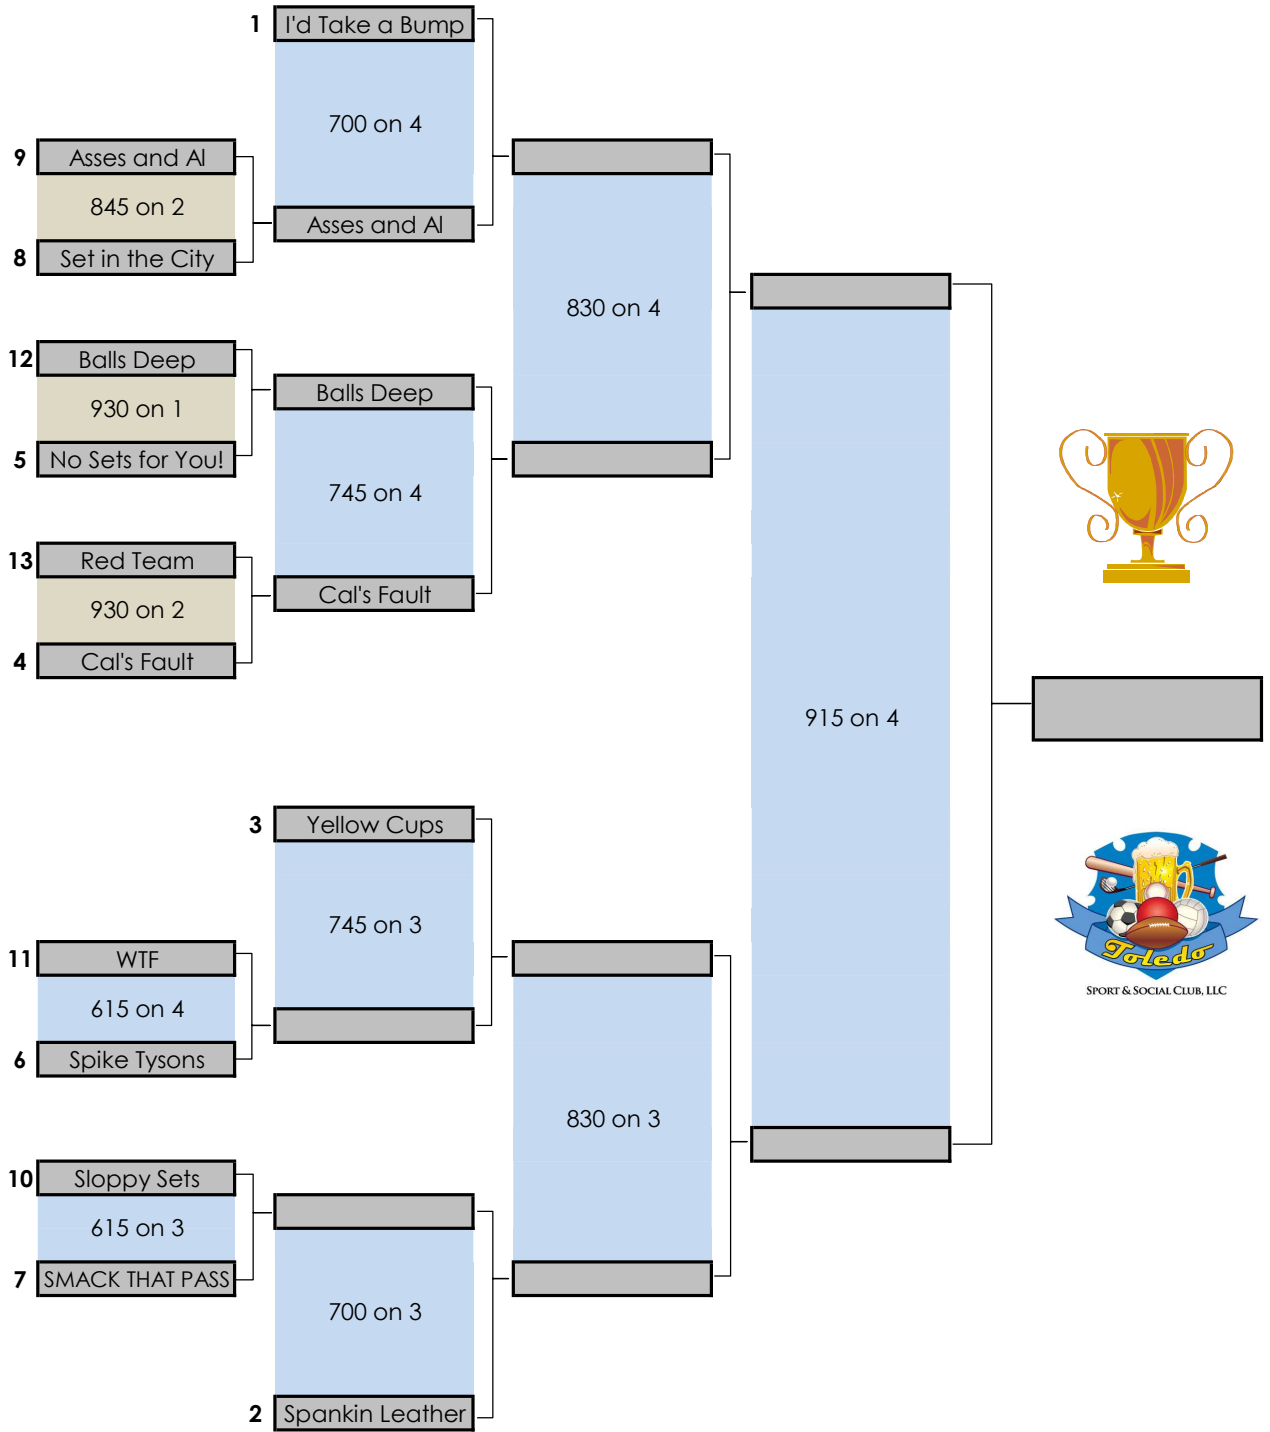 1 I'd Take a Bump
700 on 4
9 Asses and Al
845 on 2
8 Set in the City
Asses and Al
830 on 4
12 Balls Deep
930 on 1
5 No Sets for You!
Balls Deep
745 on 4
13 Red Team
930 on 2
4 Cal's Fault
Cal's Fault
915 on 4
3 Yellow Cups
745 on 3
11 WTF
615 on 4
6 Spike Tysons
830 on 3
10 Sloppy Sets
615 on 3
7 SMACK THAT PASS
700 on 3
2 Spankin Leather
Toledo
SPORT & SOCIAL CLUB, LLC